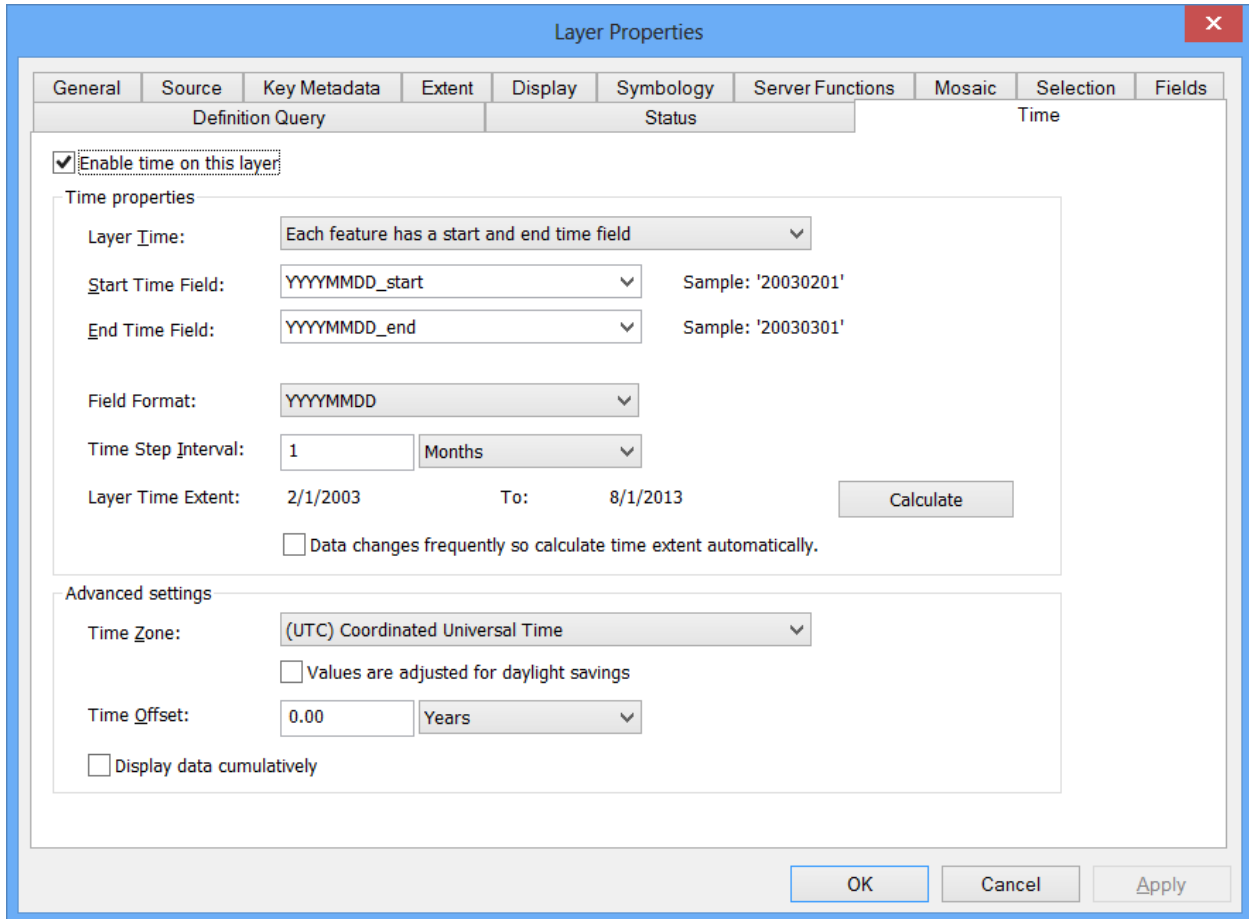 Layer Properties
General Source Key Metadata Extent Display Symbology Server Functions Mosaic Selection Fields
Definition Query Status Time
Enable time on this layer
Time properties
Layer Time: Each feature has a start and end time field
Start Time Field: YYYYMMDD_start Sample: '20030201'
End Time Field: YYYYMMDD_end Sample: '20030301'
Field Format: YYYYMMDD
Time Step Interval: 1 Months
Layer Time Extent: 2/1/2003 To: 8/1/2013 Calculate
Data changes frequently so calculate time extent automatically.
Advanced settings
Time Zone: (UTC) Coordinated Universal Time
Values are adjusted for daylight savings
Time Offset: 0.00 Years
Display data cumulatively
OK Cancel Apply